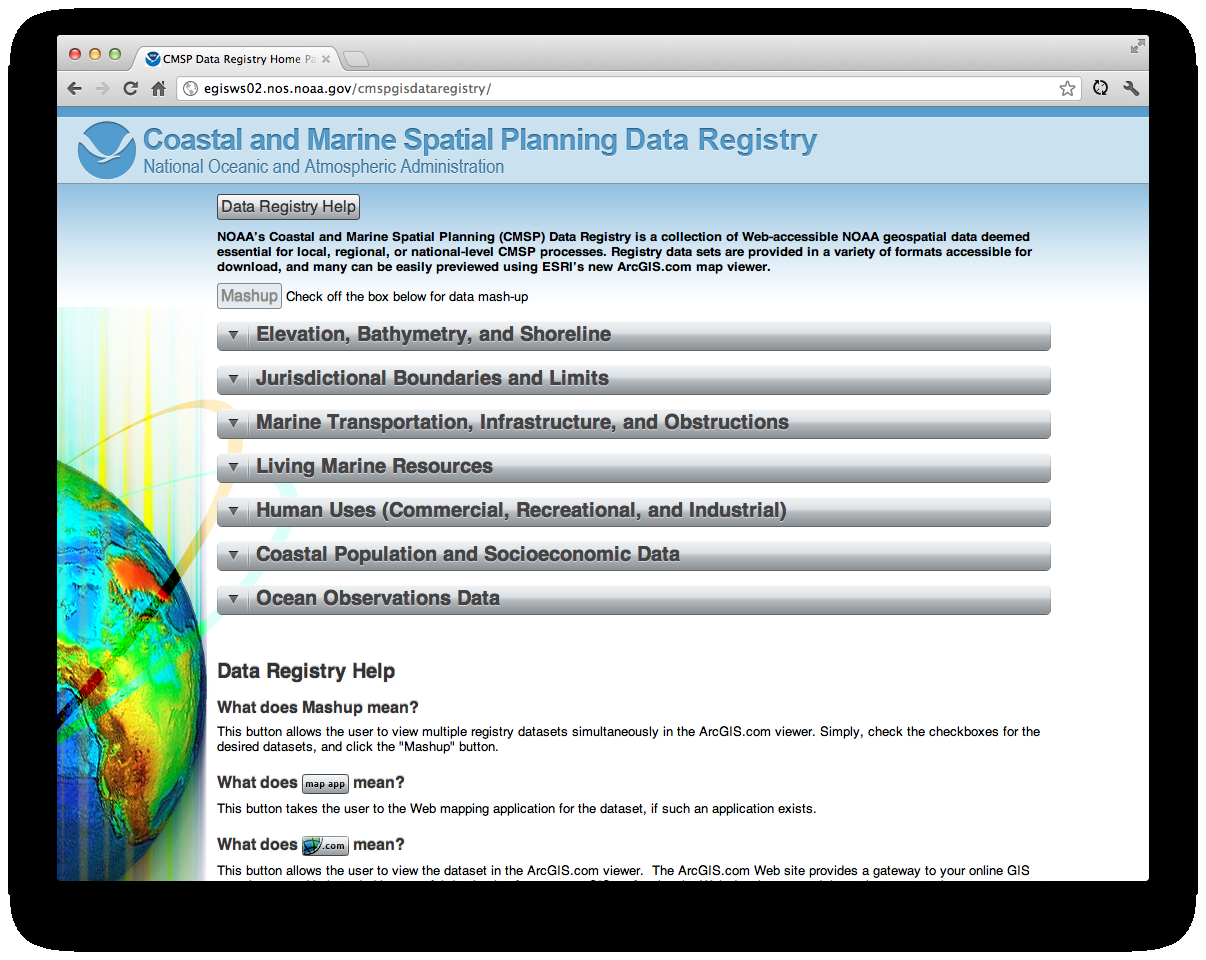 CMSP Data Registry Home Pa
egisws02.nos.noaa.gov/cmspgisdataregistry/
Coastal and Marine Spatial Planning Data Registry
National Oceanic and Atmospheric Administration
Data Registry Help
NOAA's Coastal and Marine Spatial Planning (CMSP) Data Registry is a collection of Web-accessible NOAA geospatial data deemed
essential for local, regional, or national-level CMSP processes. Registry data sets are provided in a variety of formats accessible for
download, and many can be easily previewed using ESRI's new ArcGIS.com map viewer.
Mashup Check off the box below for data mash-up
Elevation, Bathymetry, and Shoreline
Jurisdictional Boundaries and Limits
Marine Transportation, Infrastructure, and Obstructions
Living Marine Resources
Human Uses (Commercial, Recreational, and Industrial)
Coastal Population and Socioeconomic Data
Ocean Observations Data
Data Registry Help
What does Mashup mean?
This button allows the user to view multiple registry datasets simultaneously in the ArcGIS.com viewer. Simply, check the checkboxes for the
desired datasets, and click the "Mashup" button.
What does map app mean?
This button takes the user to the Web mapping application for the dataset, if such an application exists.
What does .com mean?
This button allows the user to view the dataset in the ArcGIS.com viewer. The ArcGIS.com Web site provides a gateway to your online GIS